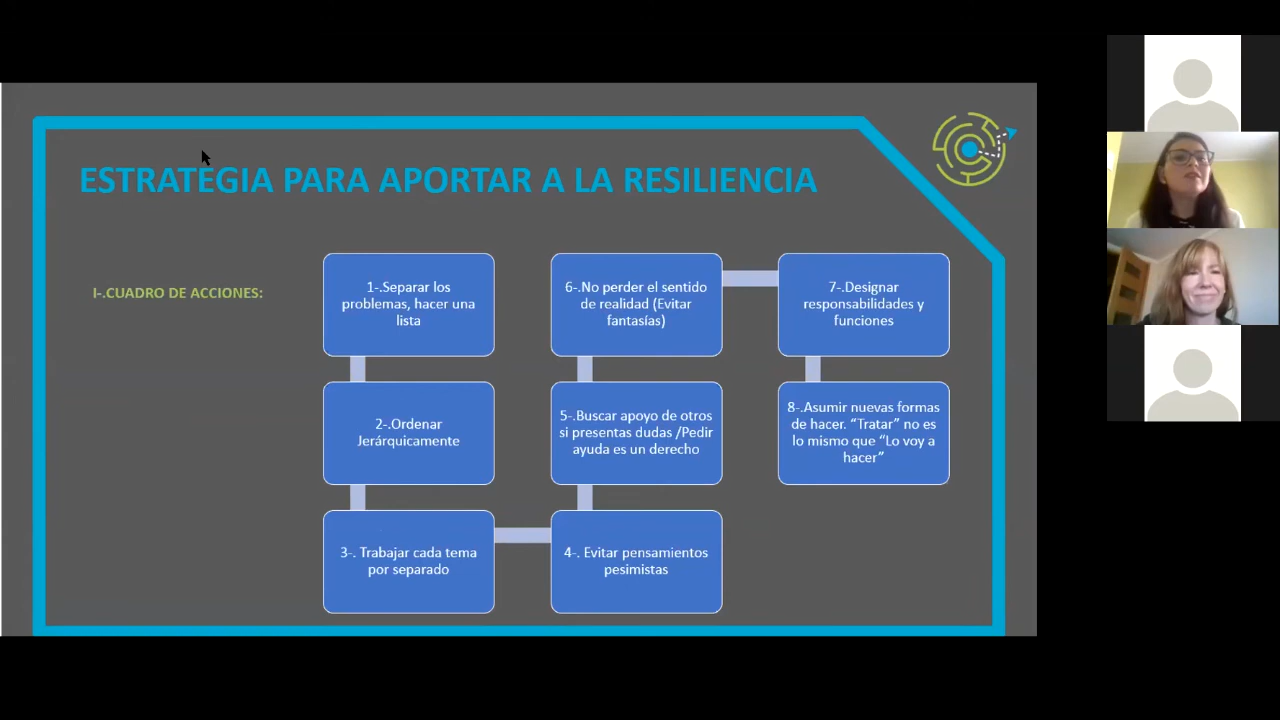 ESTRATEGIA PARA APORTAR A LA RESILIENCIA
I-.CUADRO DE ACCIONES:
1-.Separar los
problemas, hacer una
lista
2-.Ordenar
Jerárquicamente
3-. Trabajar cada tema
por separado
4-. Evitar pensamientos
pesimistas
5-.Buscar apoyo de otros
si presentas dudas /Pedir
ayuda es un derecho
6-.No perder el sentido
de realidad (Evitar
fantasías)
7-.Designar
responsabilidades y
funciones
8-.Asumir nuevas formas
de hacer. “Tratar” no es
lo mismo que “Lo voy a
hacer”